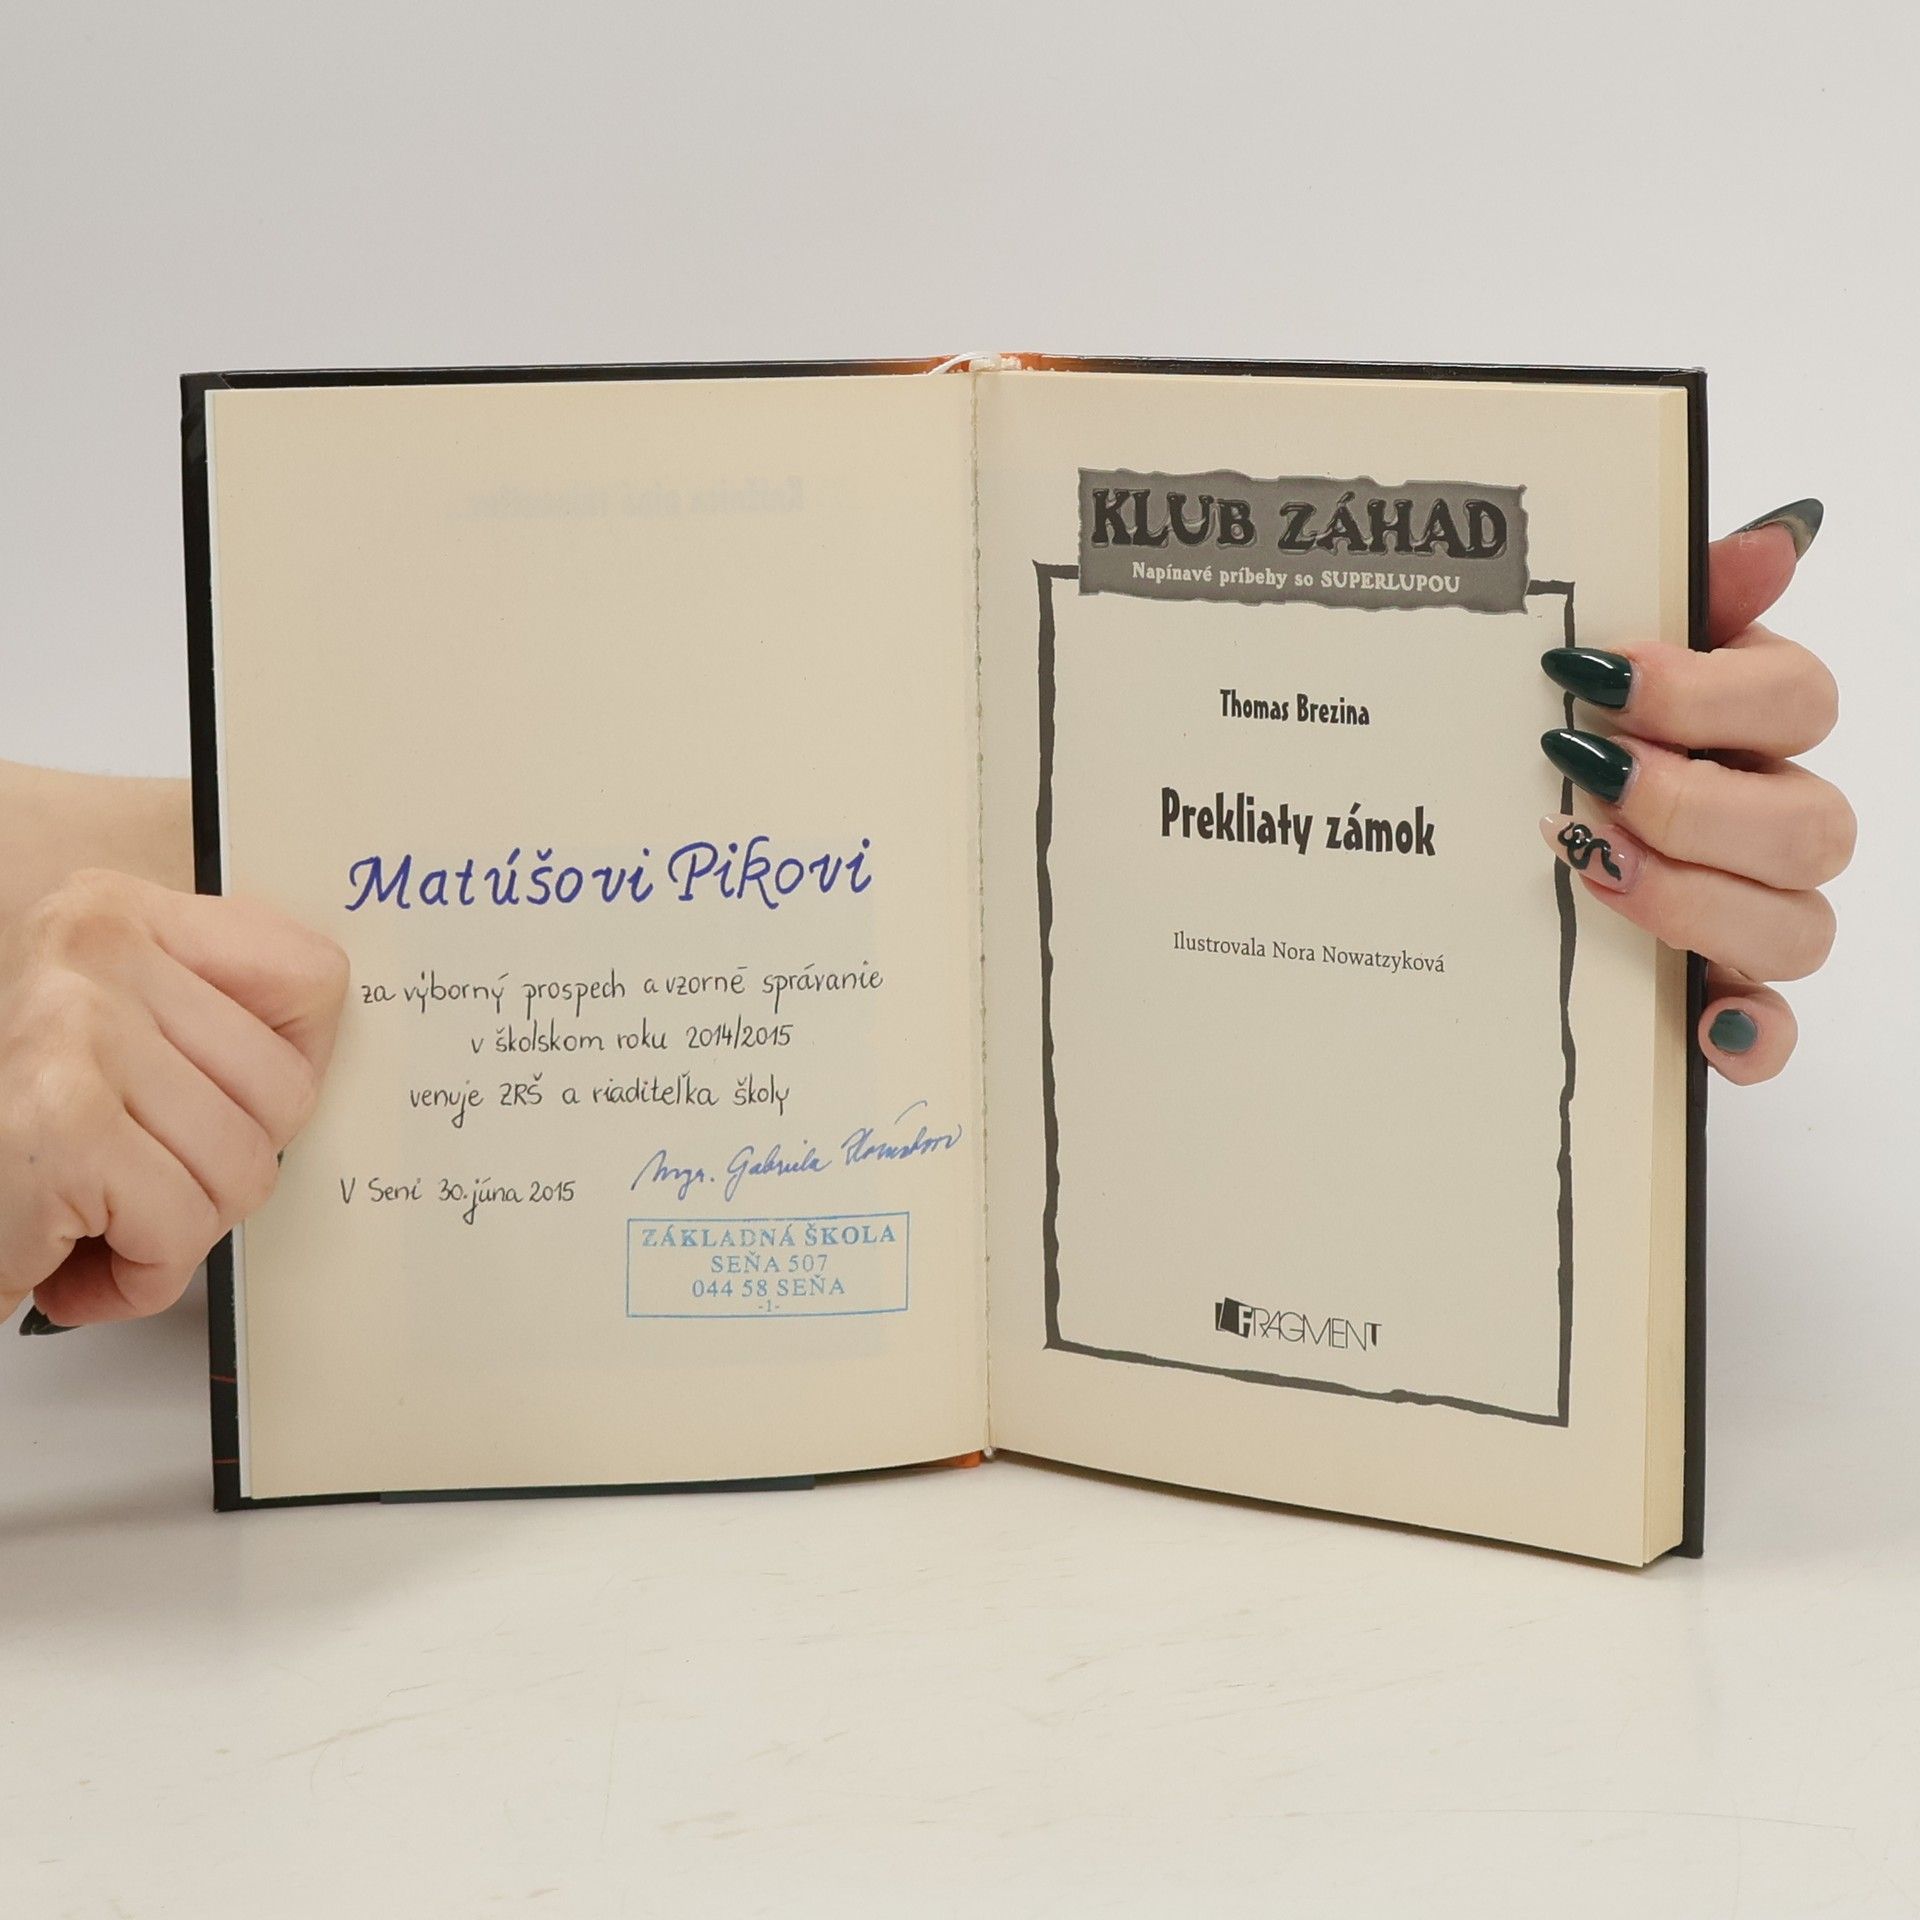 Matúšovi Pikovi
za výborný prospech a vzorné správanie
v školskom roku 2014/2015
venuje ZRŠ a riaditeľka školy
V Seni 30. júna 2015
Mgr. Gabriela
ZÁKLADNÁ ŠKOLA
SEŇA 507
044 58 SEŇA
-1-
KLUB ZÁHAD
Napínavé príbehy so SUPERLUPOU
Thomas Brezina
Prekliaty zámok
Ilustrovala Nora Nowatzyková
FRAGMENT